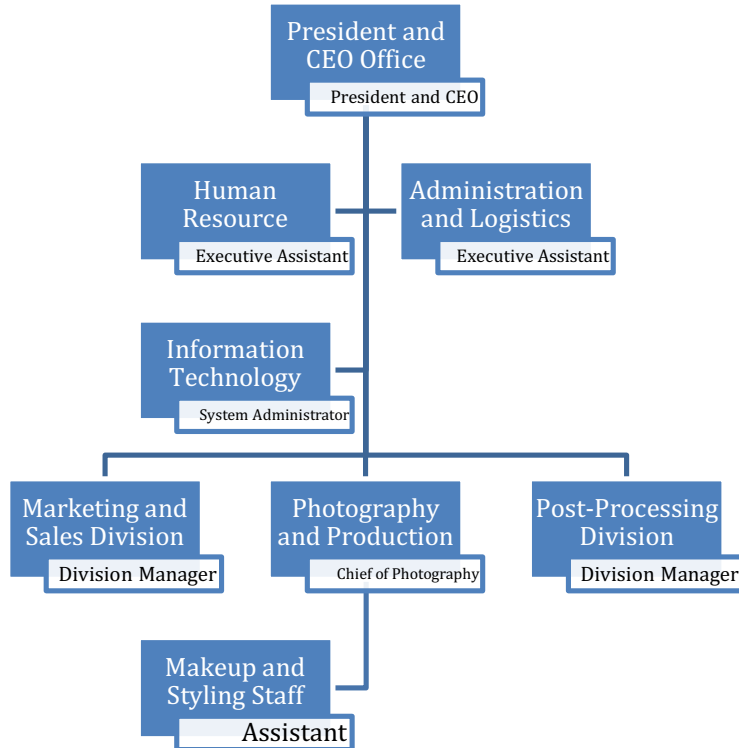 President and
CEO Office
President and CEO
Human
Resource
Executive Assistant
Administration
and Logistics
Executive Assistant
Information
Technology
System Administrator
Marketing and
Sales Division
Division Manager
Photography
and Production
Chief of Photography
Post-Processing
Division
Division Manager
Makeup and
Styling Staff
Assistant